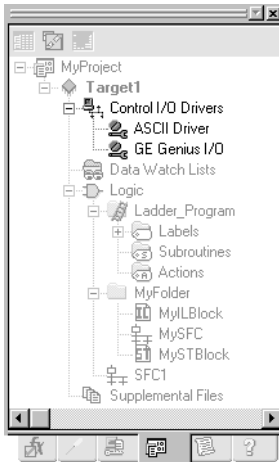 MyProject
Target1
Control I/O Drivers
ASCII Driver
GE Genius I/O
Data Watch Lists
Logic
Ladder_Program
Labels
Subroutines
Actions
MyFolder
MyILBlock
MySFC
MySTBlock
SFC1
Supplemental Files